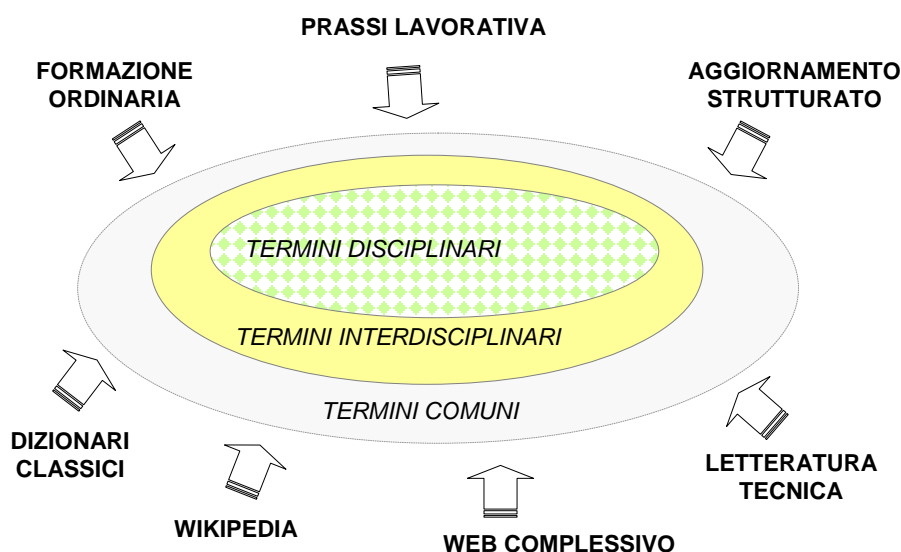 PRASSI LAVORATIVA
FORMAZIONE
ORDINARIA
AGGIORNAMENTO
STRUTTURATO
TERMINI DISCIPLINARI
TERMINI INTERDISCIPLINARI
TERMINI COMUNI
DIZIONARI
CLASSICI
LETTERATURA
TECNICA
WIKIPEDIA
WEB COMPLESSIVO